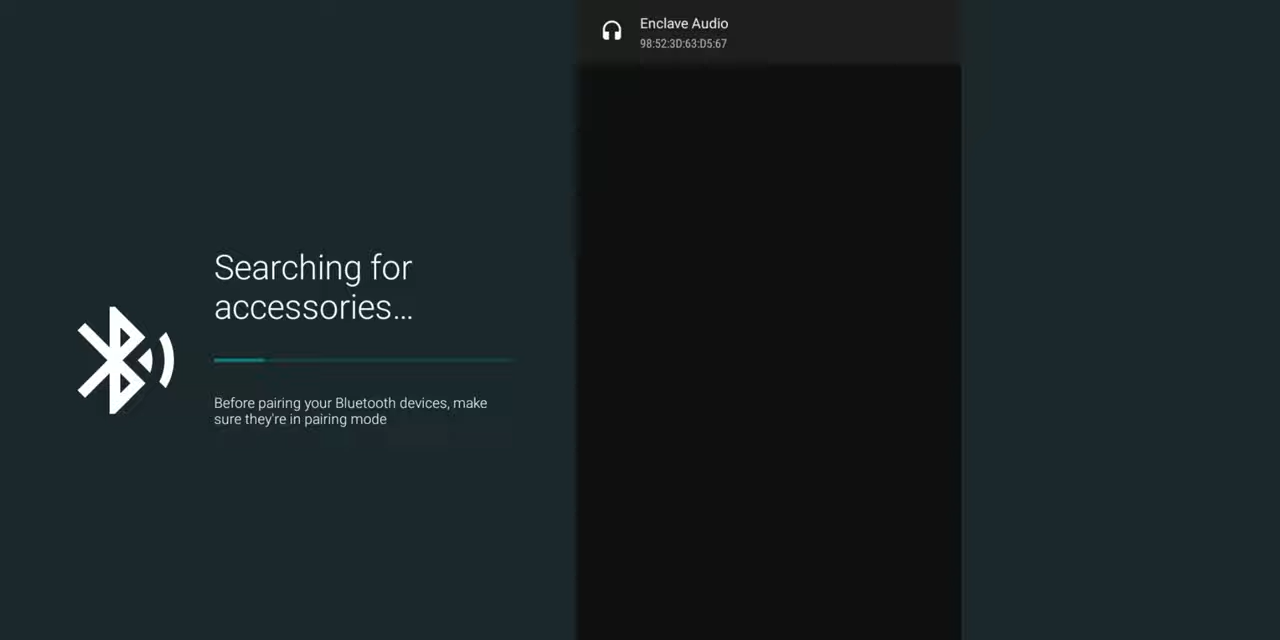 Enclave Audio
98:52:3D:63:D5:67
Searching for
accessories...
Before pairing your Bluetooth devices, make
sure they're in pairing mode